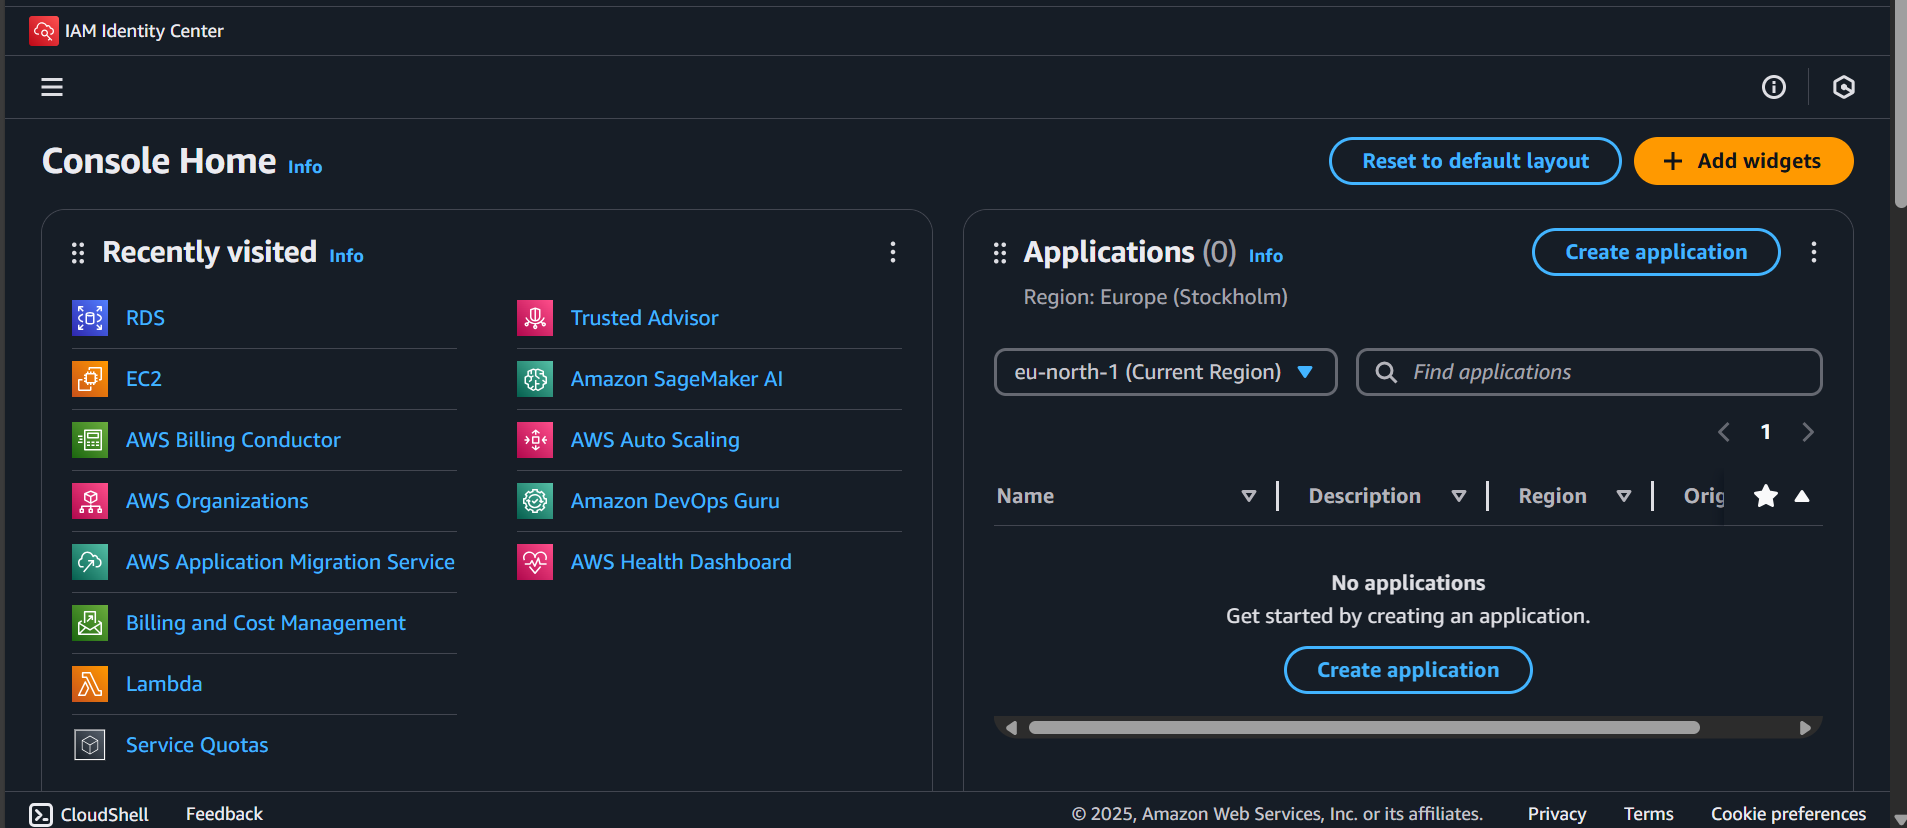 IAM Identity Center
Console Home Info
Reset to default layout
Add widgets
Recently visited Info
RDS
EC2
AWS Billing Conductor
AWS Organizations
AWS Application Migration Service
Billing and Cost Management
Lambda
Service Quotas
Trusted Advisor
Amazon SageMaker AI
AWS Auto Scaling
Amazon DevOps Guru
AWS Health Dashboard
Applications (0) Info
Create application
Region: Europe (Stockholm)
eu-north-1 (Current Region)
Find applications
1
Name Description Region Orig
No applications
Get started by creating an application.
Create application
CloudShell Feedback © 2025, Amazon Web Services, Inc. or its affiliates. Privacy Terms Cookie preferences